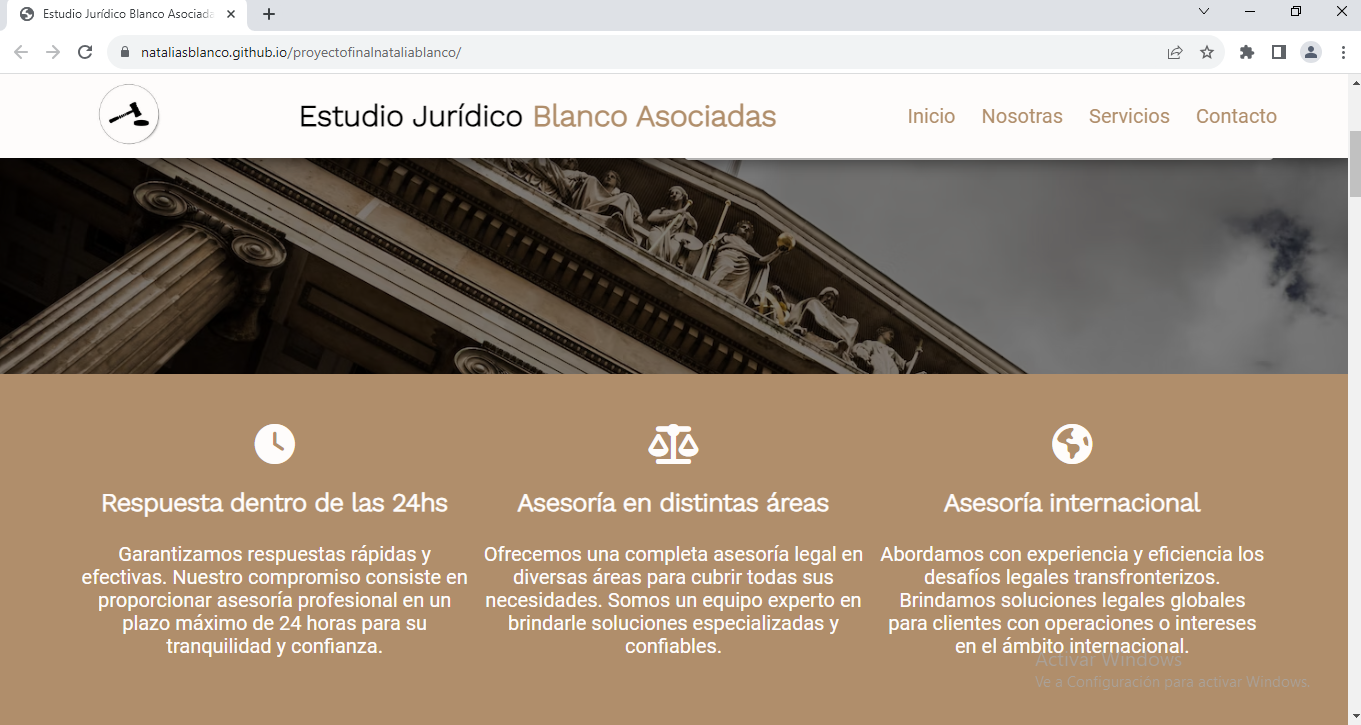 Estudio Jurídico Blanco Asociada
nataliasblanco.github.io/proyectofinalnataliablanco/
Estudio Jurídico Blanco Asociadas
Inicio Nosotras Servicios Contacto
Respuesta dentro de las 24hs
Garantizamos respuestas rápidas y
efectivas. Nuestro compromiso consiste en
proporcionar asesoría profesional en un
plazo máximo de 24 horas para su
tranquilidad y confianza.
Asesoría en distintas áreas
Ofrecemos una completa asesoría legal en
diversas áreas para cubrir todas sus
necesidades. Somos un equipo experto en
brindarle soluciones especializadas y
confiables.
Asesoría internacional
Abordamos con experiencia y eficiencia los
desafíos legales transfronterizos.
Brindamos soluciones legales globales
para clientes con operaciones o intereses
en el ámbito internacional.
Activar Windows
Ve a Configuración para activar Windows.